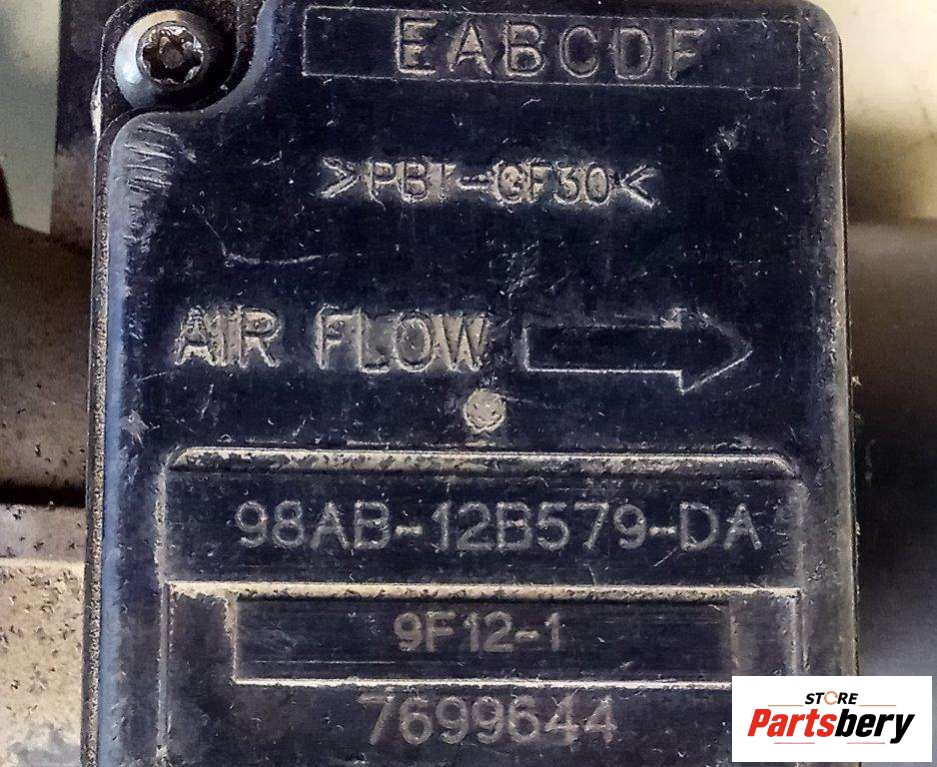 EABCDF
>PBT-GF30<
AIR FLOW
98AB-12B579-DA
9F12-1
7699644
STORE
Partsbery